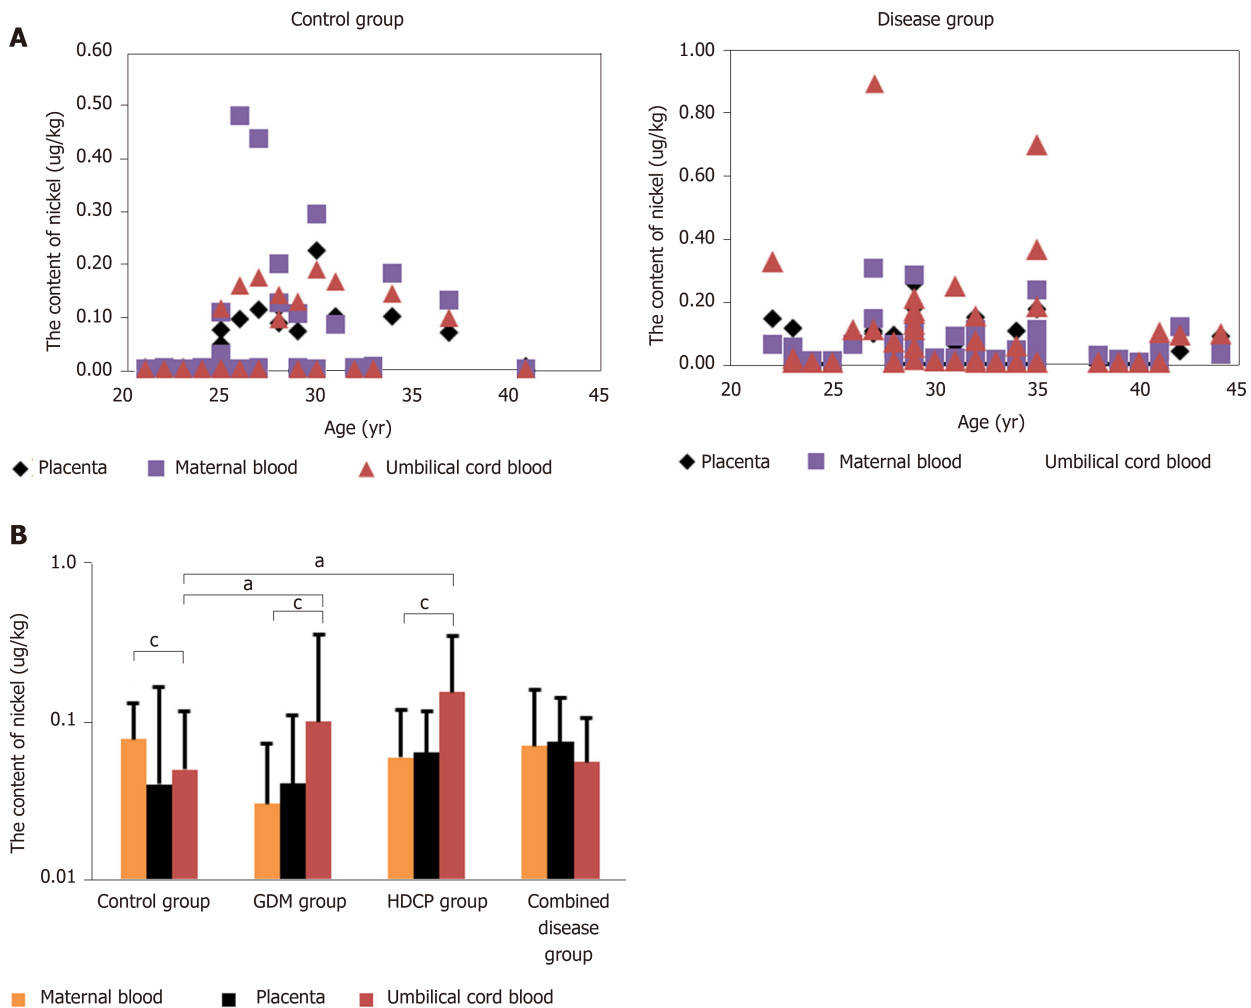 A
Control group
Disease group
The content of nickel (ug/kg)
0.60
0.50
0.40
0.30
0.20
0.10
0.00
20 25 30 35 40 45
Age (yr)
Placenta Maternal blood Umbilical cord blood
The content of nickel (ug/kg)
1.00
0.80
0.60
0.40
0.20
0.00
20 25 30 35 40 45
Age (yr)
Placenta Maternal blood Umbilical cord blood
B
The content of nickel (ug/kg)
1.0
0.1
0.01
a
a
c
c
c
Control group GDM group HDCP group Combined
disease
group
Maternal blood Placenta Umbilical cord blood